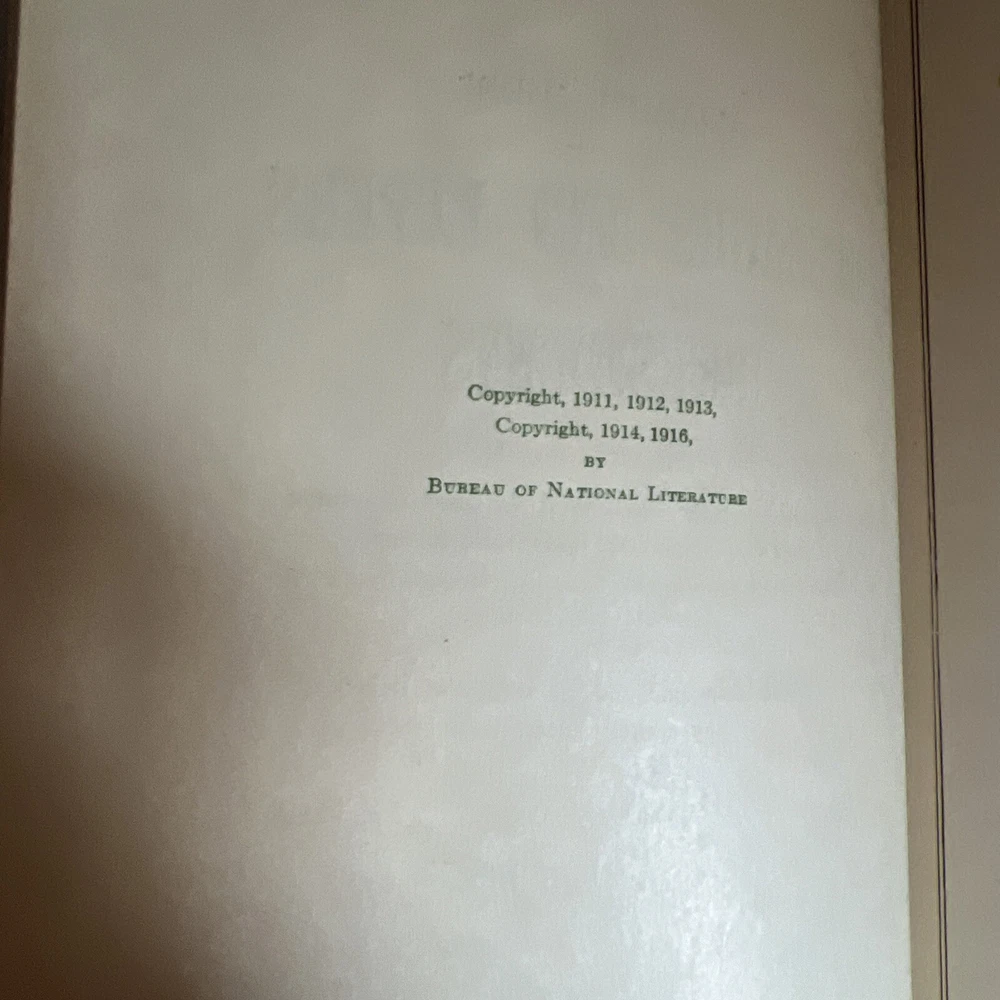 Copyright, 1911, 1912, 1913,
Copyright, 1914, 1916,
BY
BUREAU OF NATIONAL LITERATURE